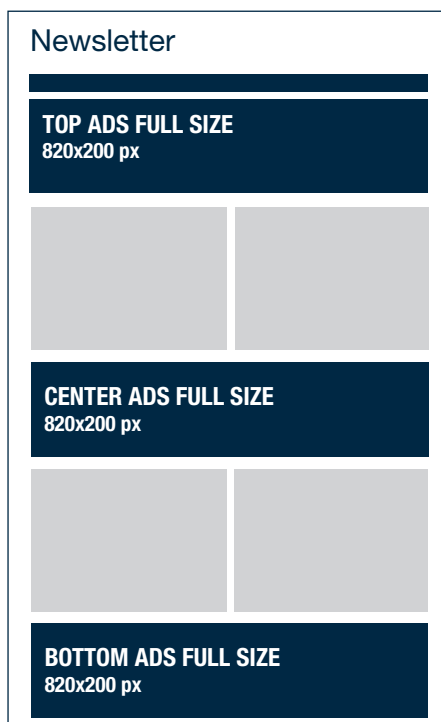 Newsletter
TOP ADS FULL SIZE
820x200 px
CENTER ADS FULL SIZE
820x200 px
BOTTOM ADS FULL SIZE
820x200 px